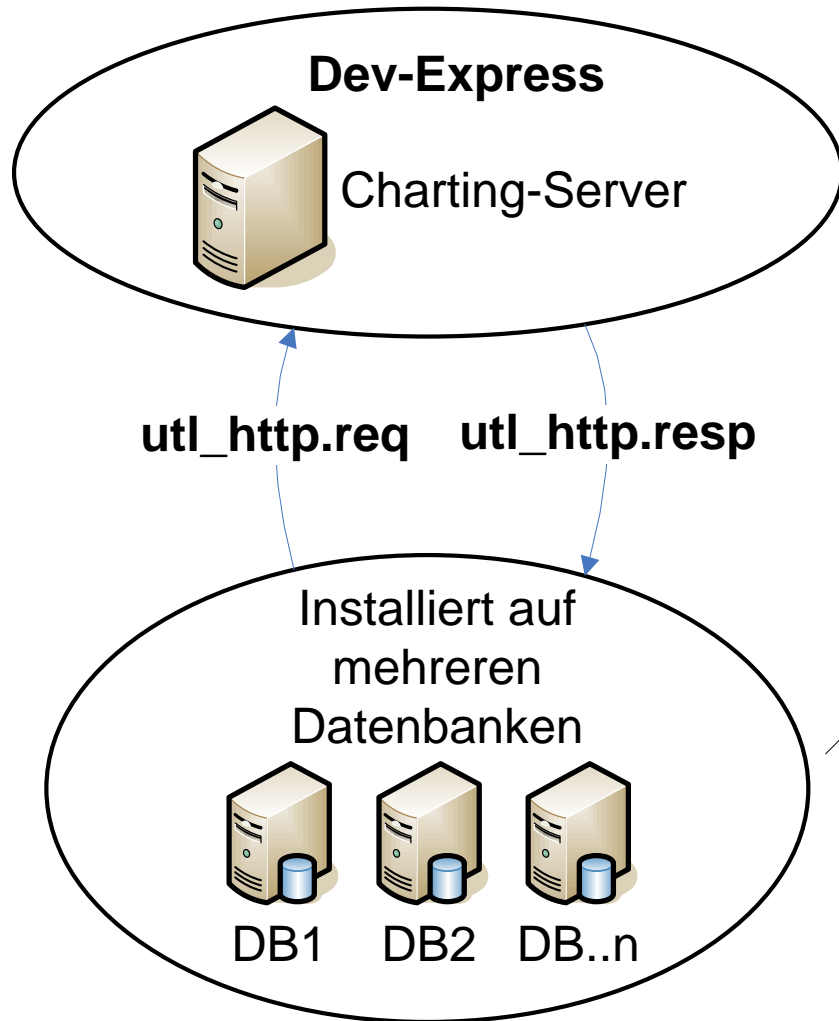 Dev-Express
Charting-Server
utl_http.req utl_http.resp
Installiert auf
mehreren
Datenbanken
DB1 DB2 DB..n